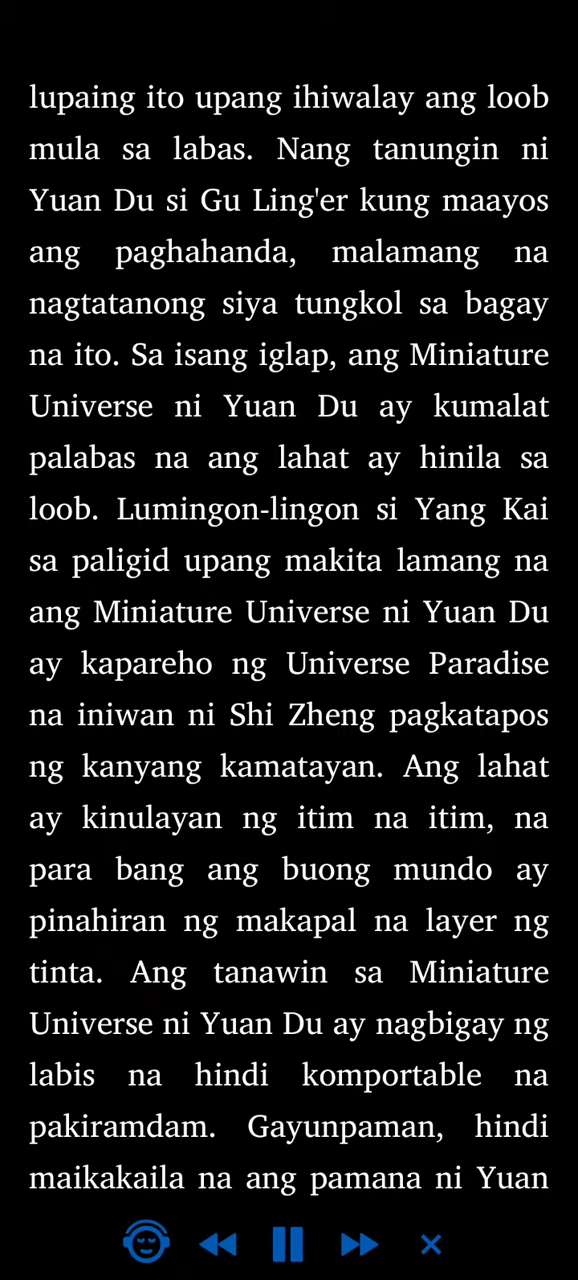 lupaing ito upang ihiwalay ang loob
mula sa labas. Nang tanungin ni
Yuan Du si Gu Ling'er kung maayos
ang paghahanda, malamang na
nagtatanong siya tungkol sa bagay
na ito. Sa isang iglap, ang Miniature
Universe ni Yuan Du ay kumalat
palabas na ang lahat ay hinila sa
loob. Lumingon-lingon si Yang Kai
sa paligid upang makita lamang na
ang Miniature Universe ni Yuan Du
ay kapareho ng Universe Paradise
na iniwan ni Shi Zheng pagkatapos
ng kanyang kamatayan. Ang lahat
ay kinulayan ng itim na itim, na
para bang ang buong mundo ay
pinahiran ng makapal na layer ng
tinta. Ang tanawin sa Miniature
Universe ni Yuan Du ay nagbigay ng
labis na hindi komportable na
pakiramdam. Gayunpaman, hindi
maikakaila na ang pamana ni Yuan